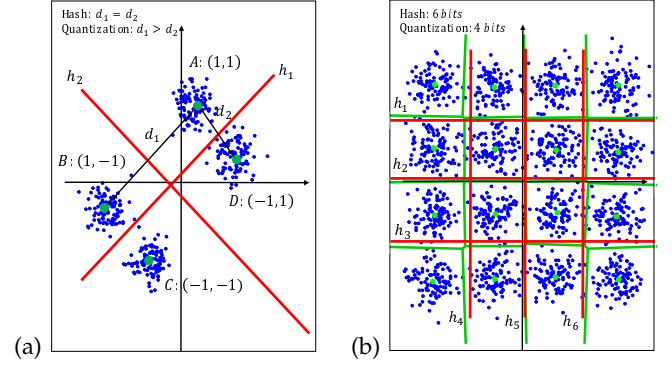 Hash: d₁ = d₂
Quantization: d₁ > d₂
A: (1,1)
h₂
h₁
d₂
d₁
B: (1, −1)
D: (−1,1)
C: (−1, −1)
(a)
Hash: 6 bits
Quantization: 4 bits
h₁
h₂
h₃
h₄
h₅
h₆
(b)